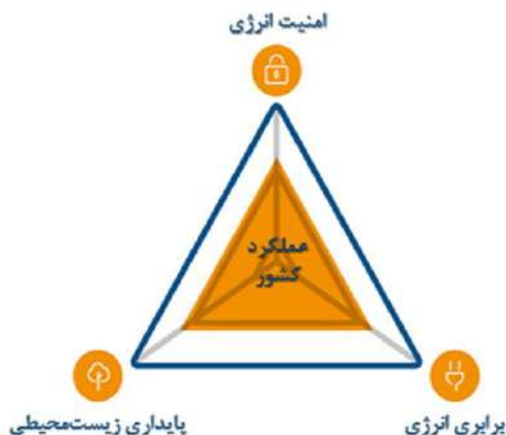 امنیت انرژی
عملکرد
کشور
برابری انرژی
پایداری زیست‌محیطی